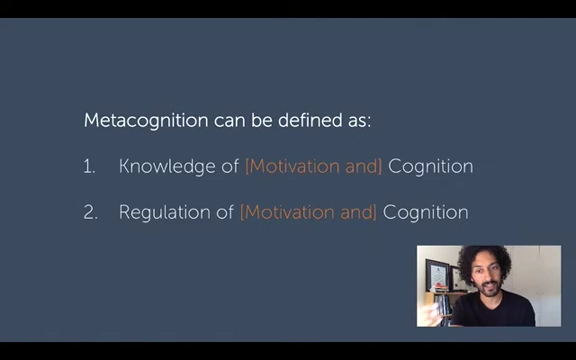 Metacognition can be defined as:
1. Knowledge of [Motivation and] Cognition
2. Regulation of [Motivation and] Cognition